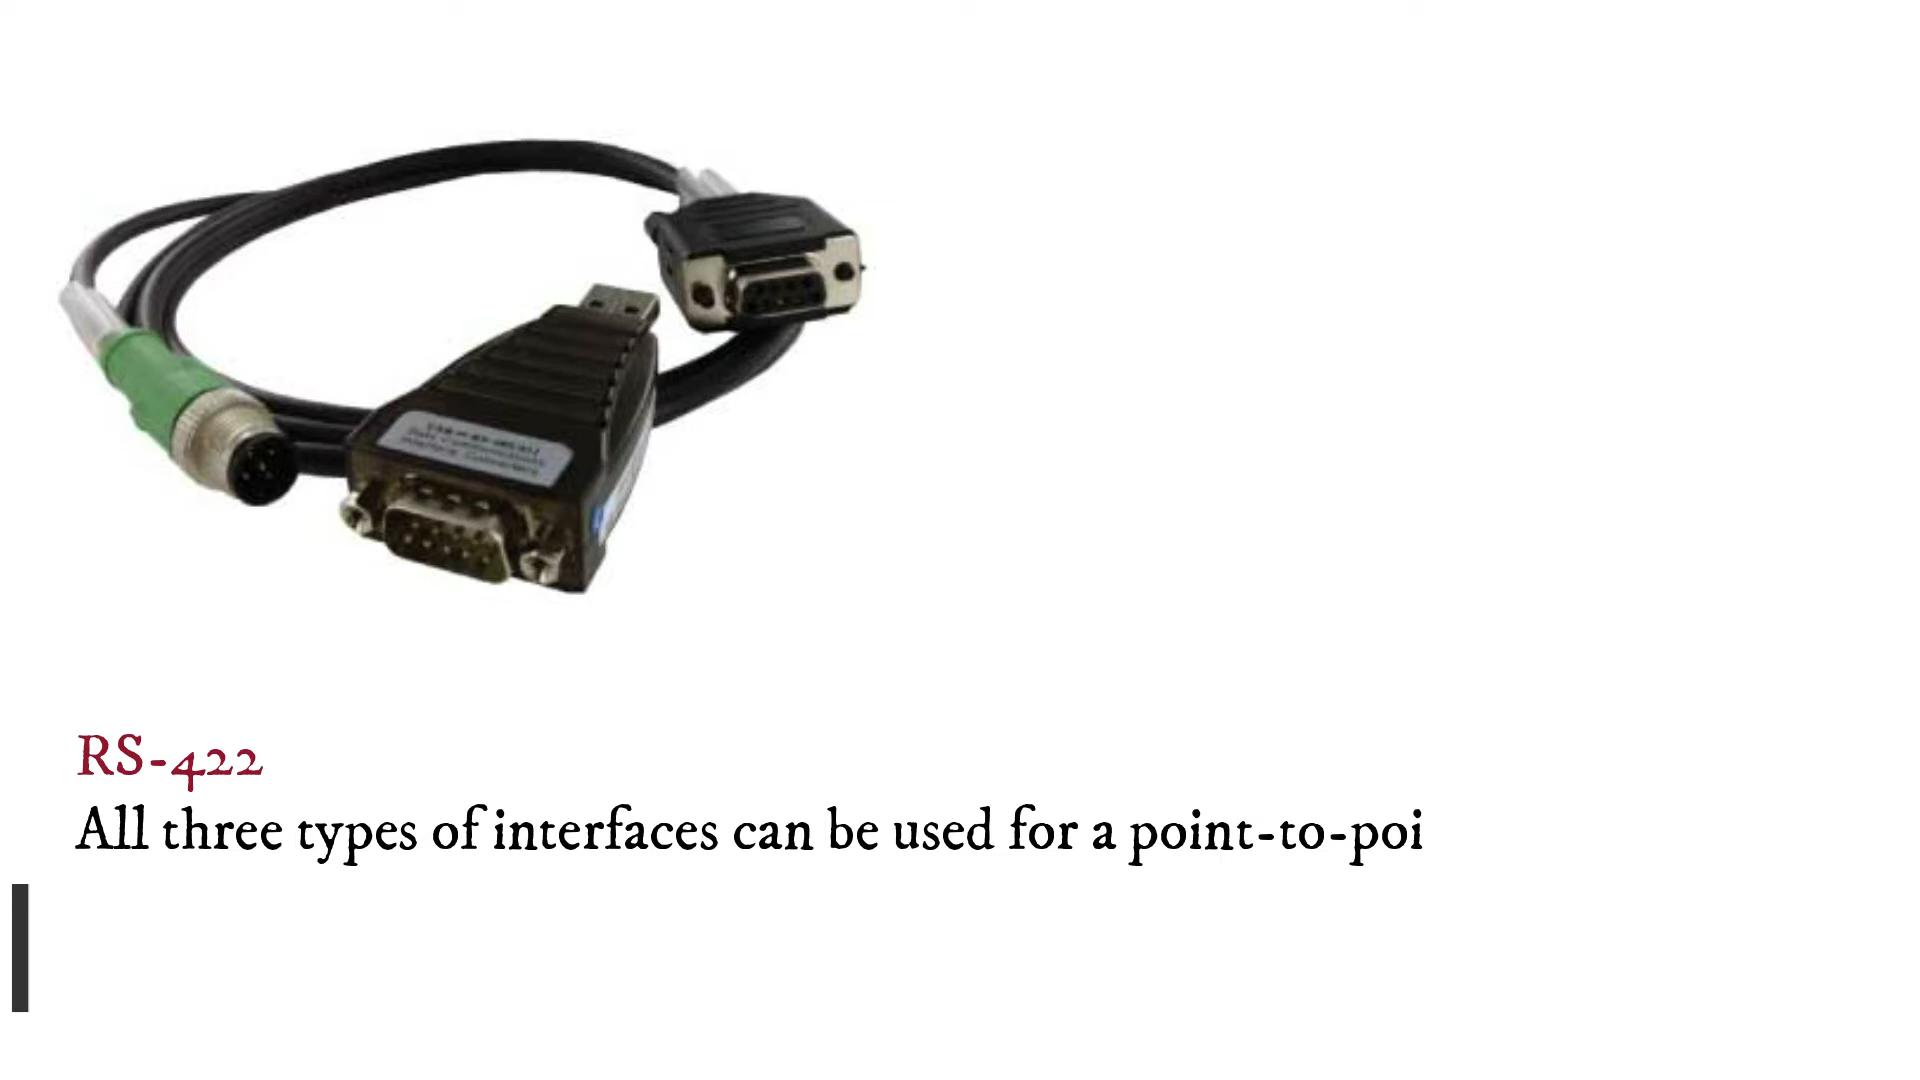 RS-422
All three types of interfaces can be used for a point-to-poi